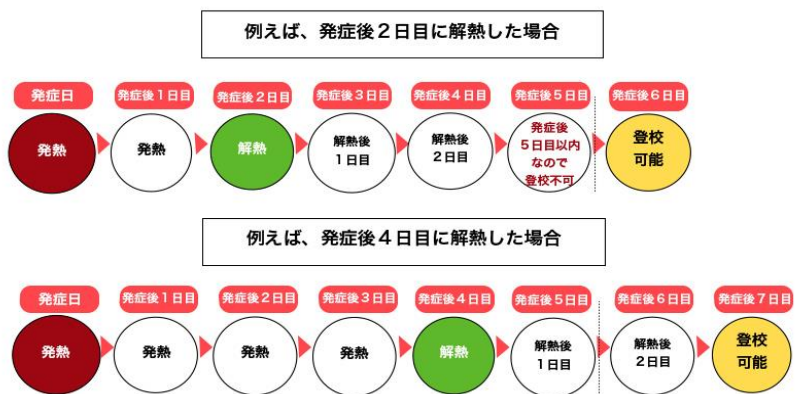 例えば、発症後2日目に解熱した場合
発症日
発症後1日目
発症後2日目
発症後3日目
発症後4日目
発症後5日目
発症後6日目
発熱
発熱
解熱
解熱後
1日目
解熱後
2日目
発症後
5日目以内
なので
登校不可
登校
可能
例えば、発症後4日目に解熱した場合
発症日
発症後1日目
発症後2日目
発症後3日目
発症後4日目
発症後5日目
発症後6日目
発症後7日目
発熱
発熱
発熱
発熱
解熱
解熱後
1日目
解熱後
2日目
登校
可能